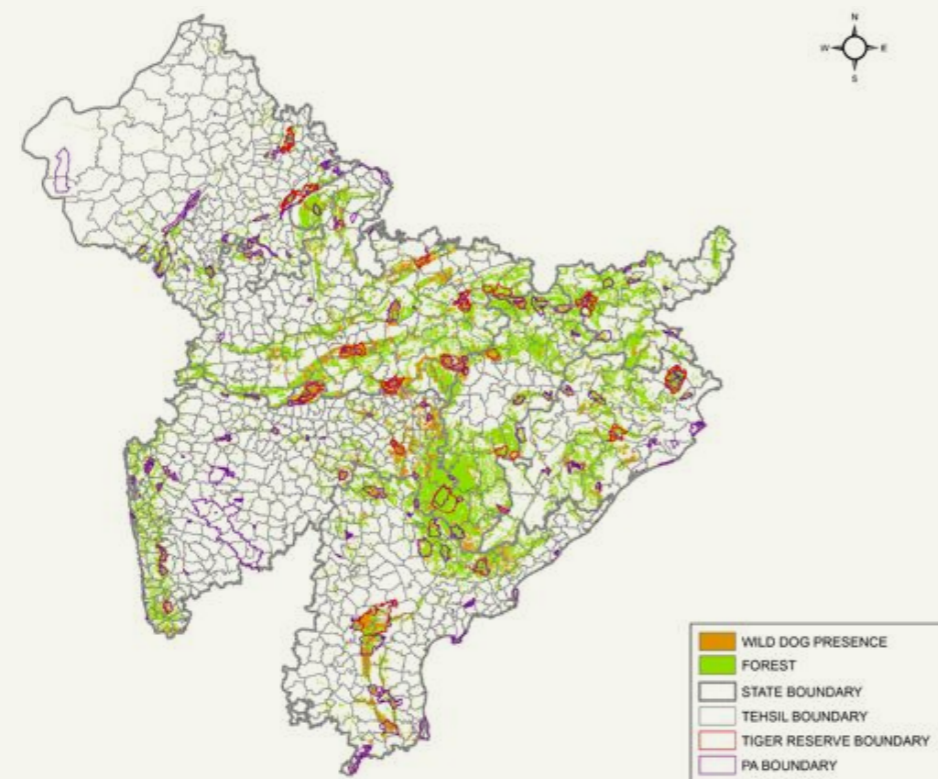 N
W E
S
WILD DOG PRESENCE
FOREST
STATE BOUNDARY
TEHSIL BOUNDARY
TIGER RESERVE BOUNDARY
PA BOUNDARY